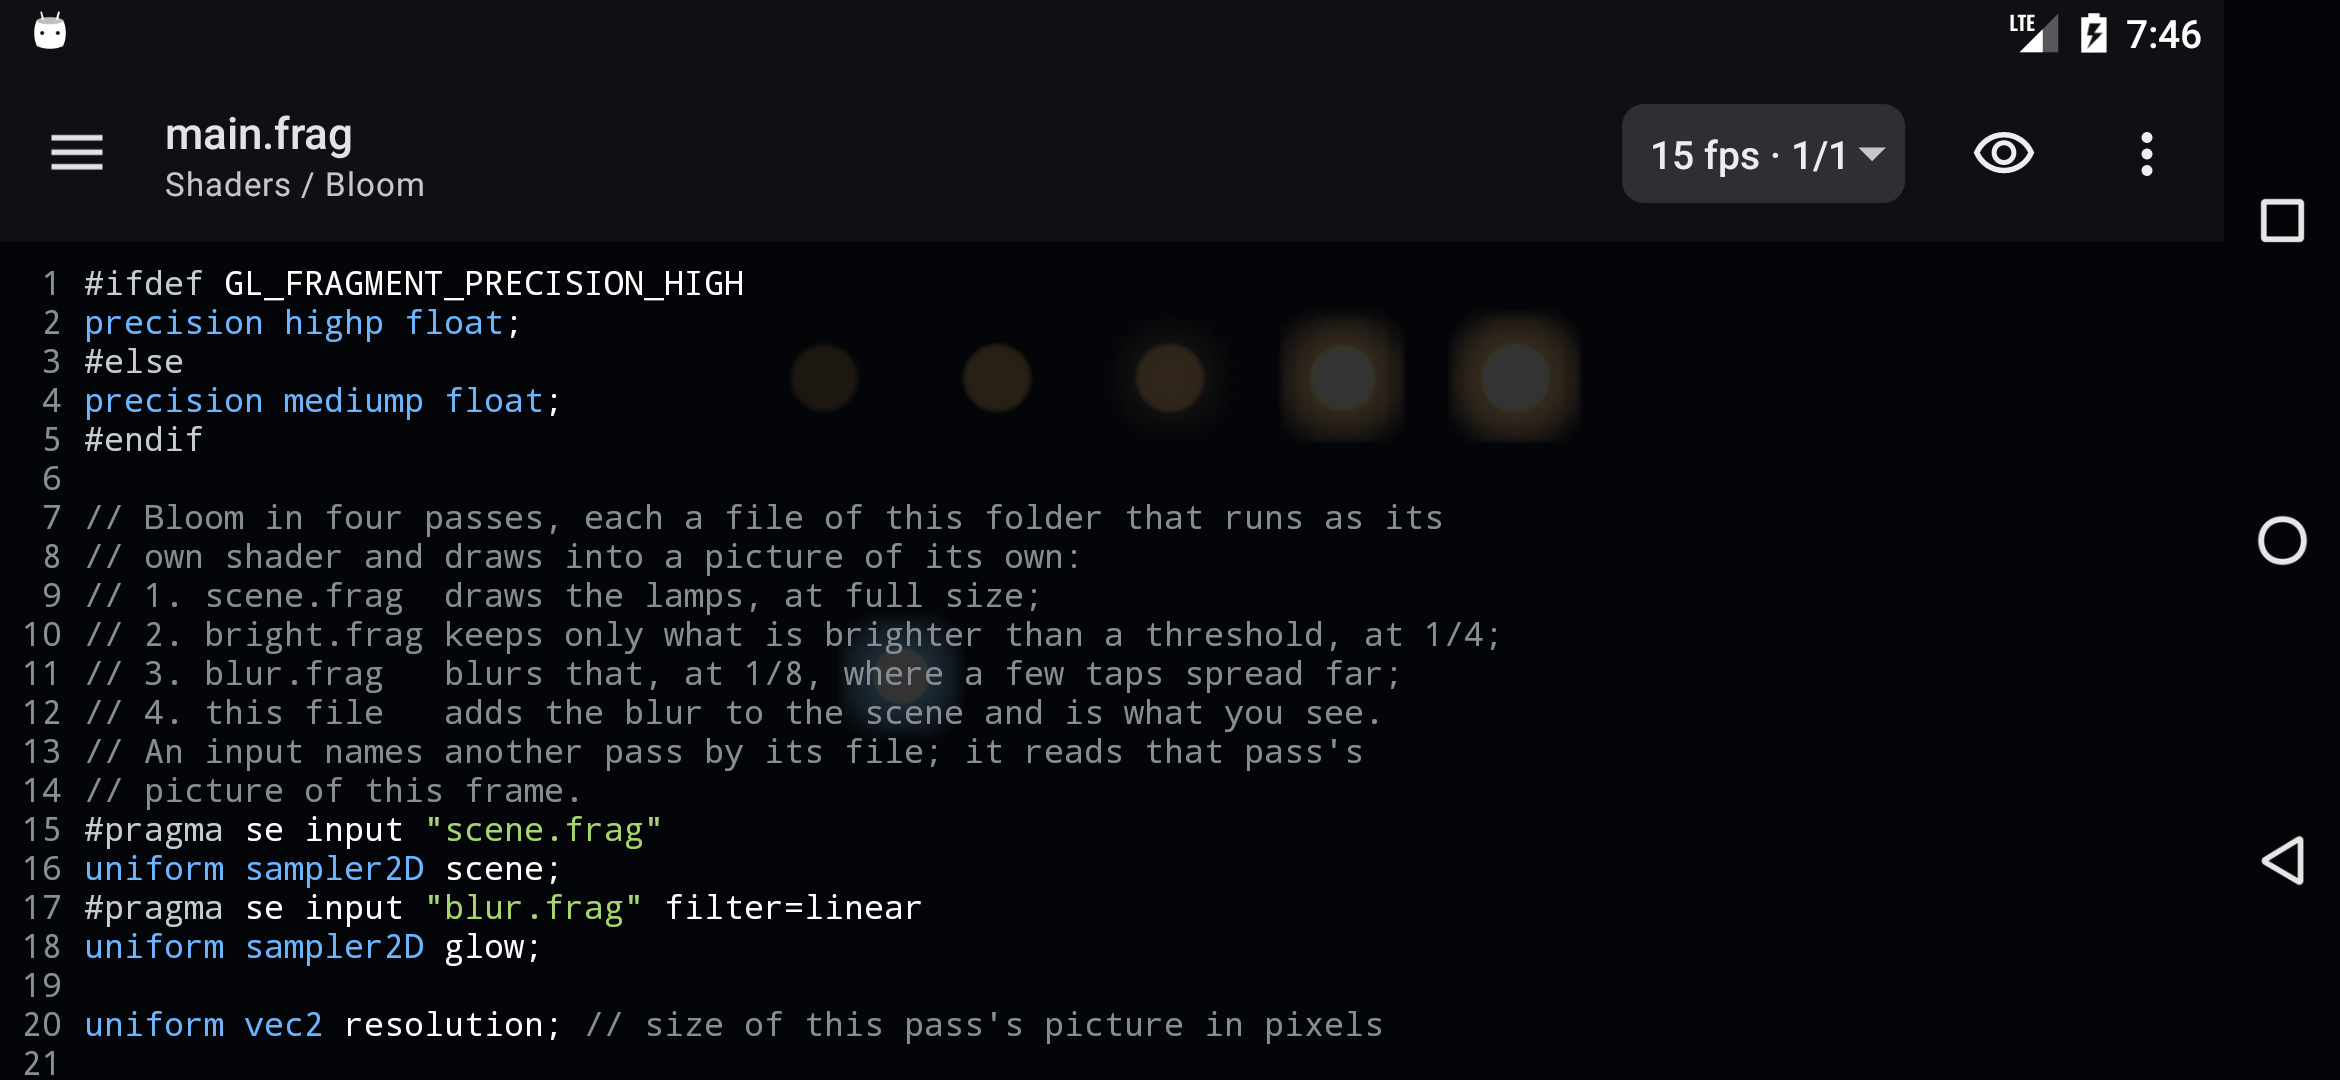 LTE 7:46
main.frag
Shaders / Bloom
15 fps · 1/1
1 #ifdef GL_FRAGMENT_PRECISION_HIGH
2 precision highp float;
3 #else
4 precision mediump float;
5 #endif
6
7 // Bloom in four passes, each a file of this folder that runs as its
8 // own shader and draws into a picture of its own:
9 // 1. scene.frag  draws the lamps, at full size;
10 // 2. bright.frag keeps only what is brighter than a threshold, at 1/4;
11 // 3. blur.frag   blurs that, at 1/8, where a few taps spread far;
12 // 4. this file   adds the blur to the scene and is what you see.
13 // An input names another pass by its file; it reads that pass's
14 // picture of this frame.
15 #pragma se input "scene.frag"
16 uniform sampler2D scene;
17 #pragma se input "blur.frag" filter=linear
18 uniform sampler2D glow;
19
20 uniform vec2 resolution; // size of this pass's picture in pixels
21